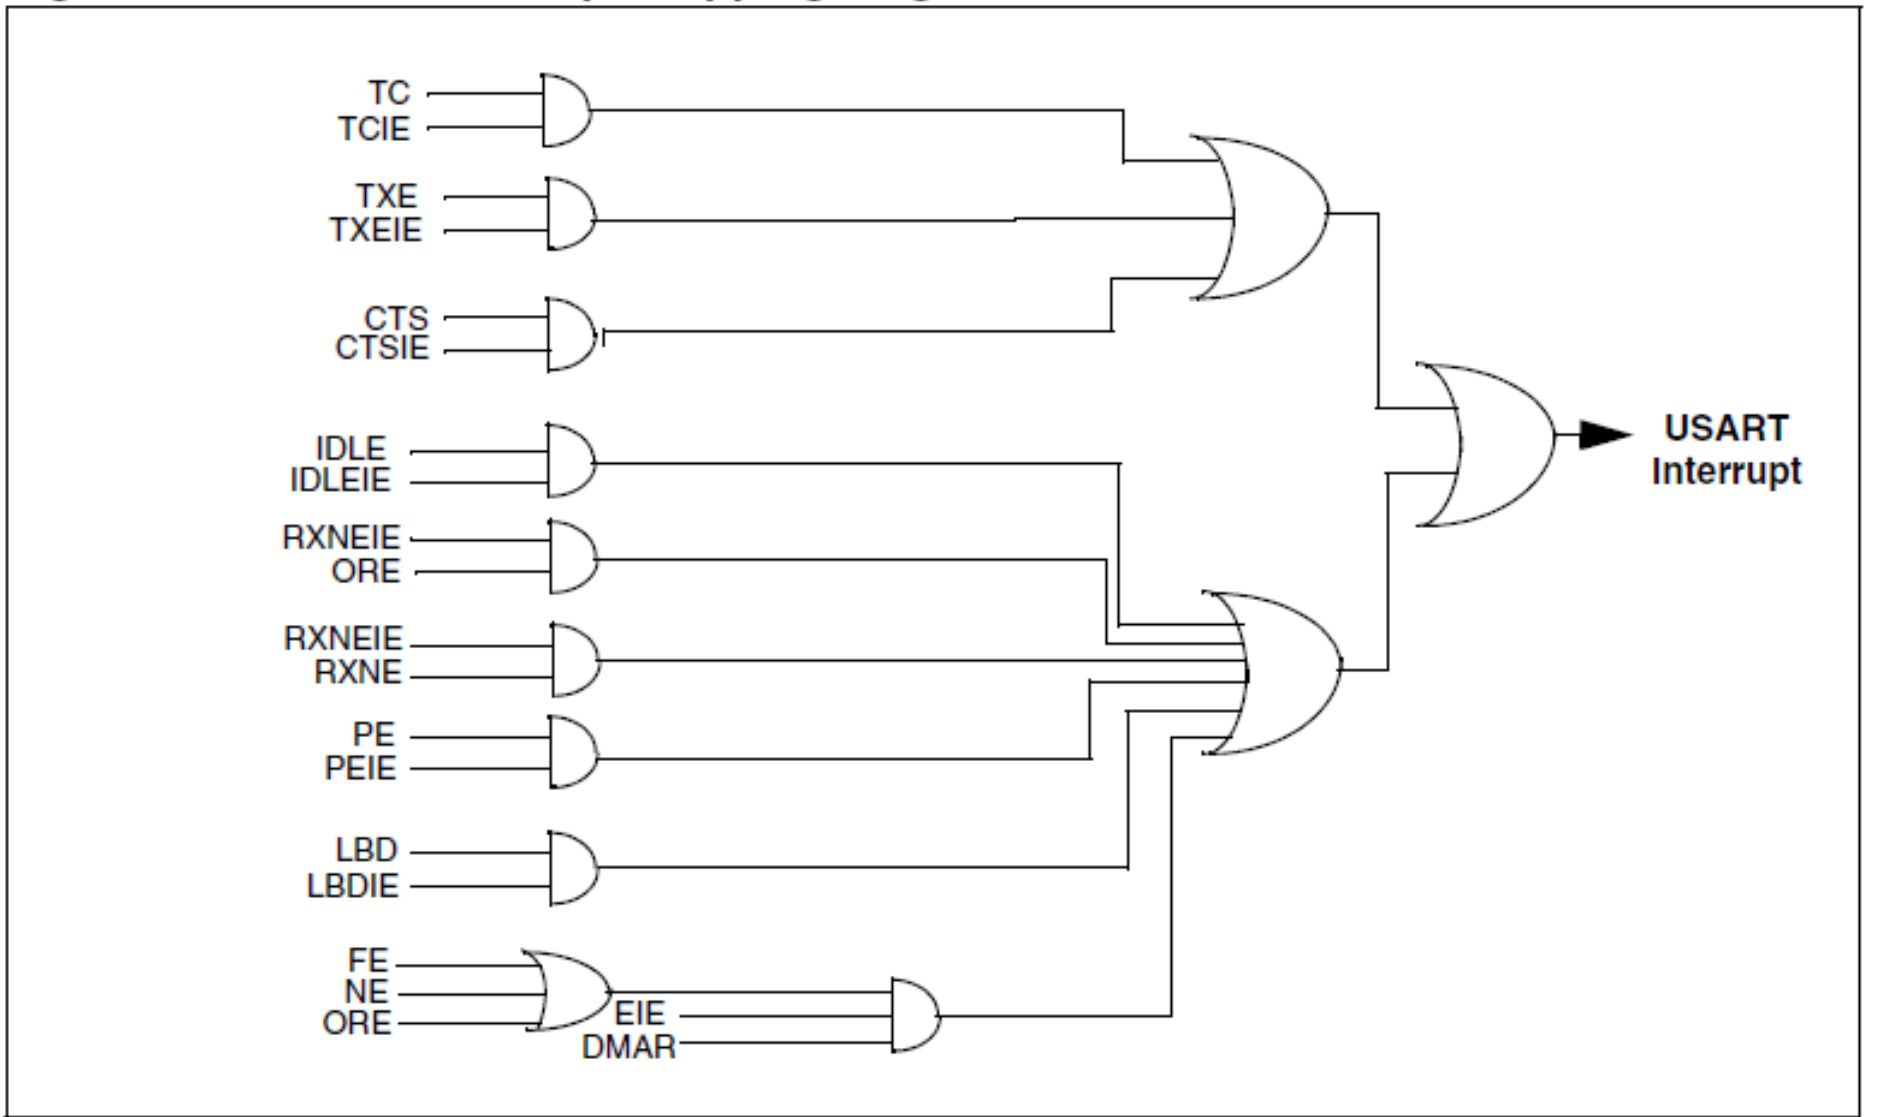 TC
TCIE
TXE
TXEIE
CTS
CTSIE
IDLE
IDLEIE
RXNEIE
ORE
RXNEIE
RXNE
PE
PEIE
LBD
LBDIE
FE
NE
ORE
EIE
DMAR
USART
Interrupt